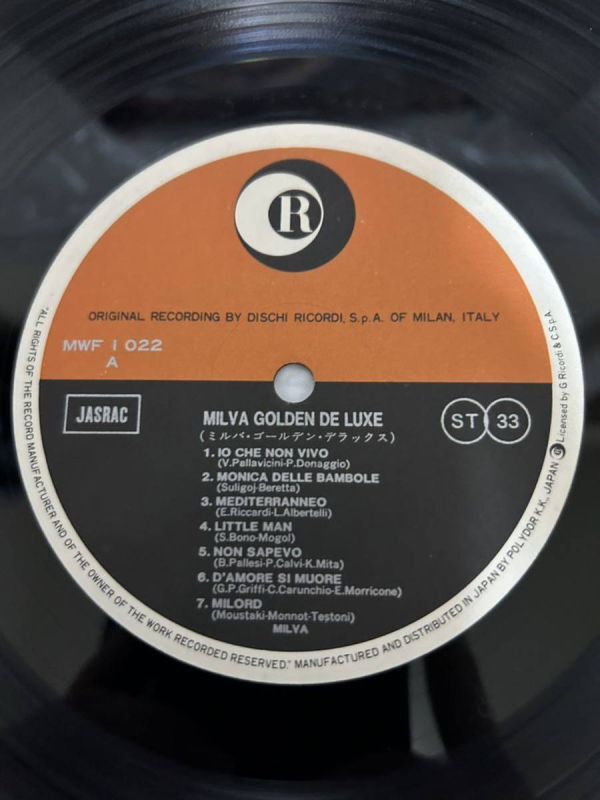 R
ORIGINAL RECORDING BY DISCHI RICORDI, S.p.A. OF MILAN, ITALY
MWF 1022
A
JASRAC
MILVA GOLDEN DE LUXE
(ミルバ・ゴールデン・デラックス)
ST 33
1. IO CHE NON VIVO
(V.Pallavicini-P.Donaggio)
2. MONICA DELLE BAMBOLE
(Suligoj-Beretta)
3. MEDITERRANEO
(E.Riccardi-L.Albertelli)
4. LITTLE MAN
(S.Bono-Mogol)
5. NON SAPEVO
(B.Pallesi-P.Calvi-K.Mita)
6. D'AMORE SI MUORE
(G.P.Griffi-C.Carunchio-E.Morricone)
7. MILORD
(Moustaki-Monnot-Testoni)
MILVA
"ALL RIGHTS OF THE RECORD MANUFACTURER AND OF THE OWNER OF THE WORK RECORDED RESERVED." MANUFACTURED AND DISTRIBUTED IN JAPAN BY POLYDOR K.K., JAPAN Licensed by G Ricordi & C.S.p.A.